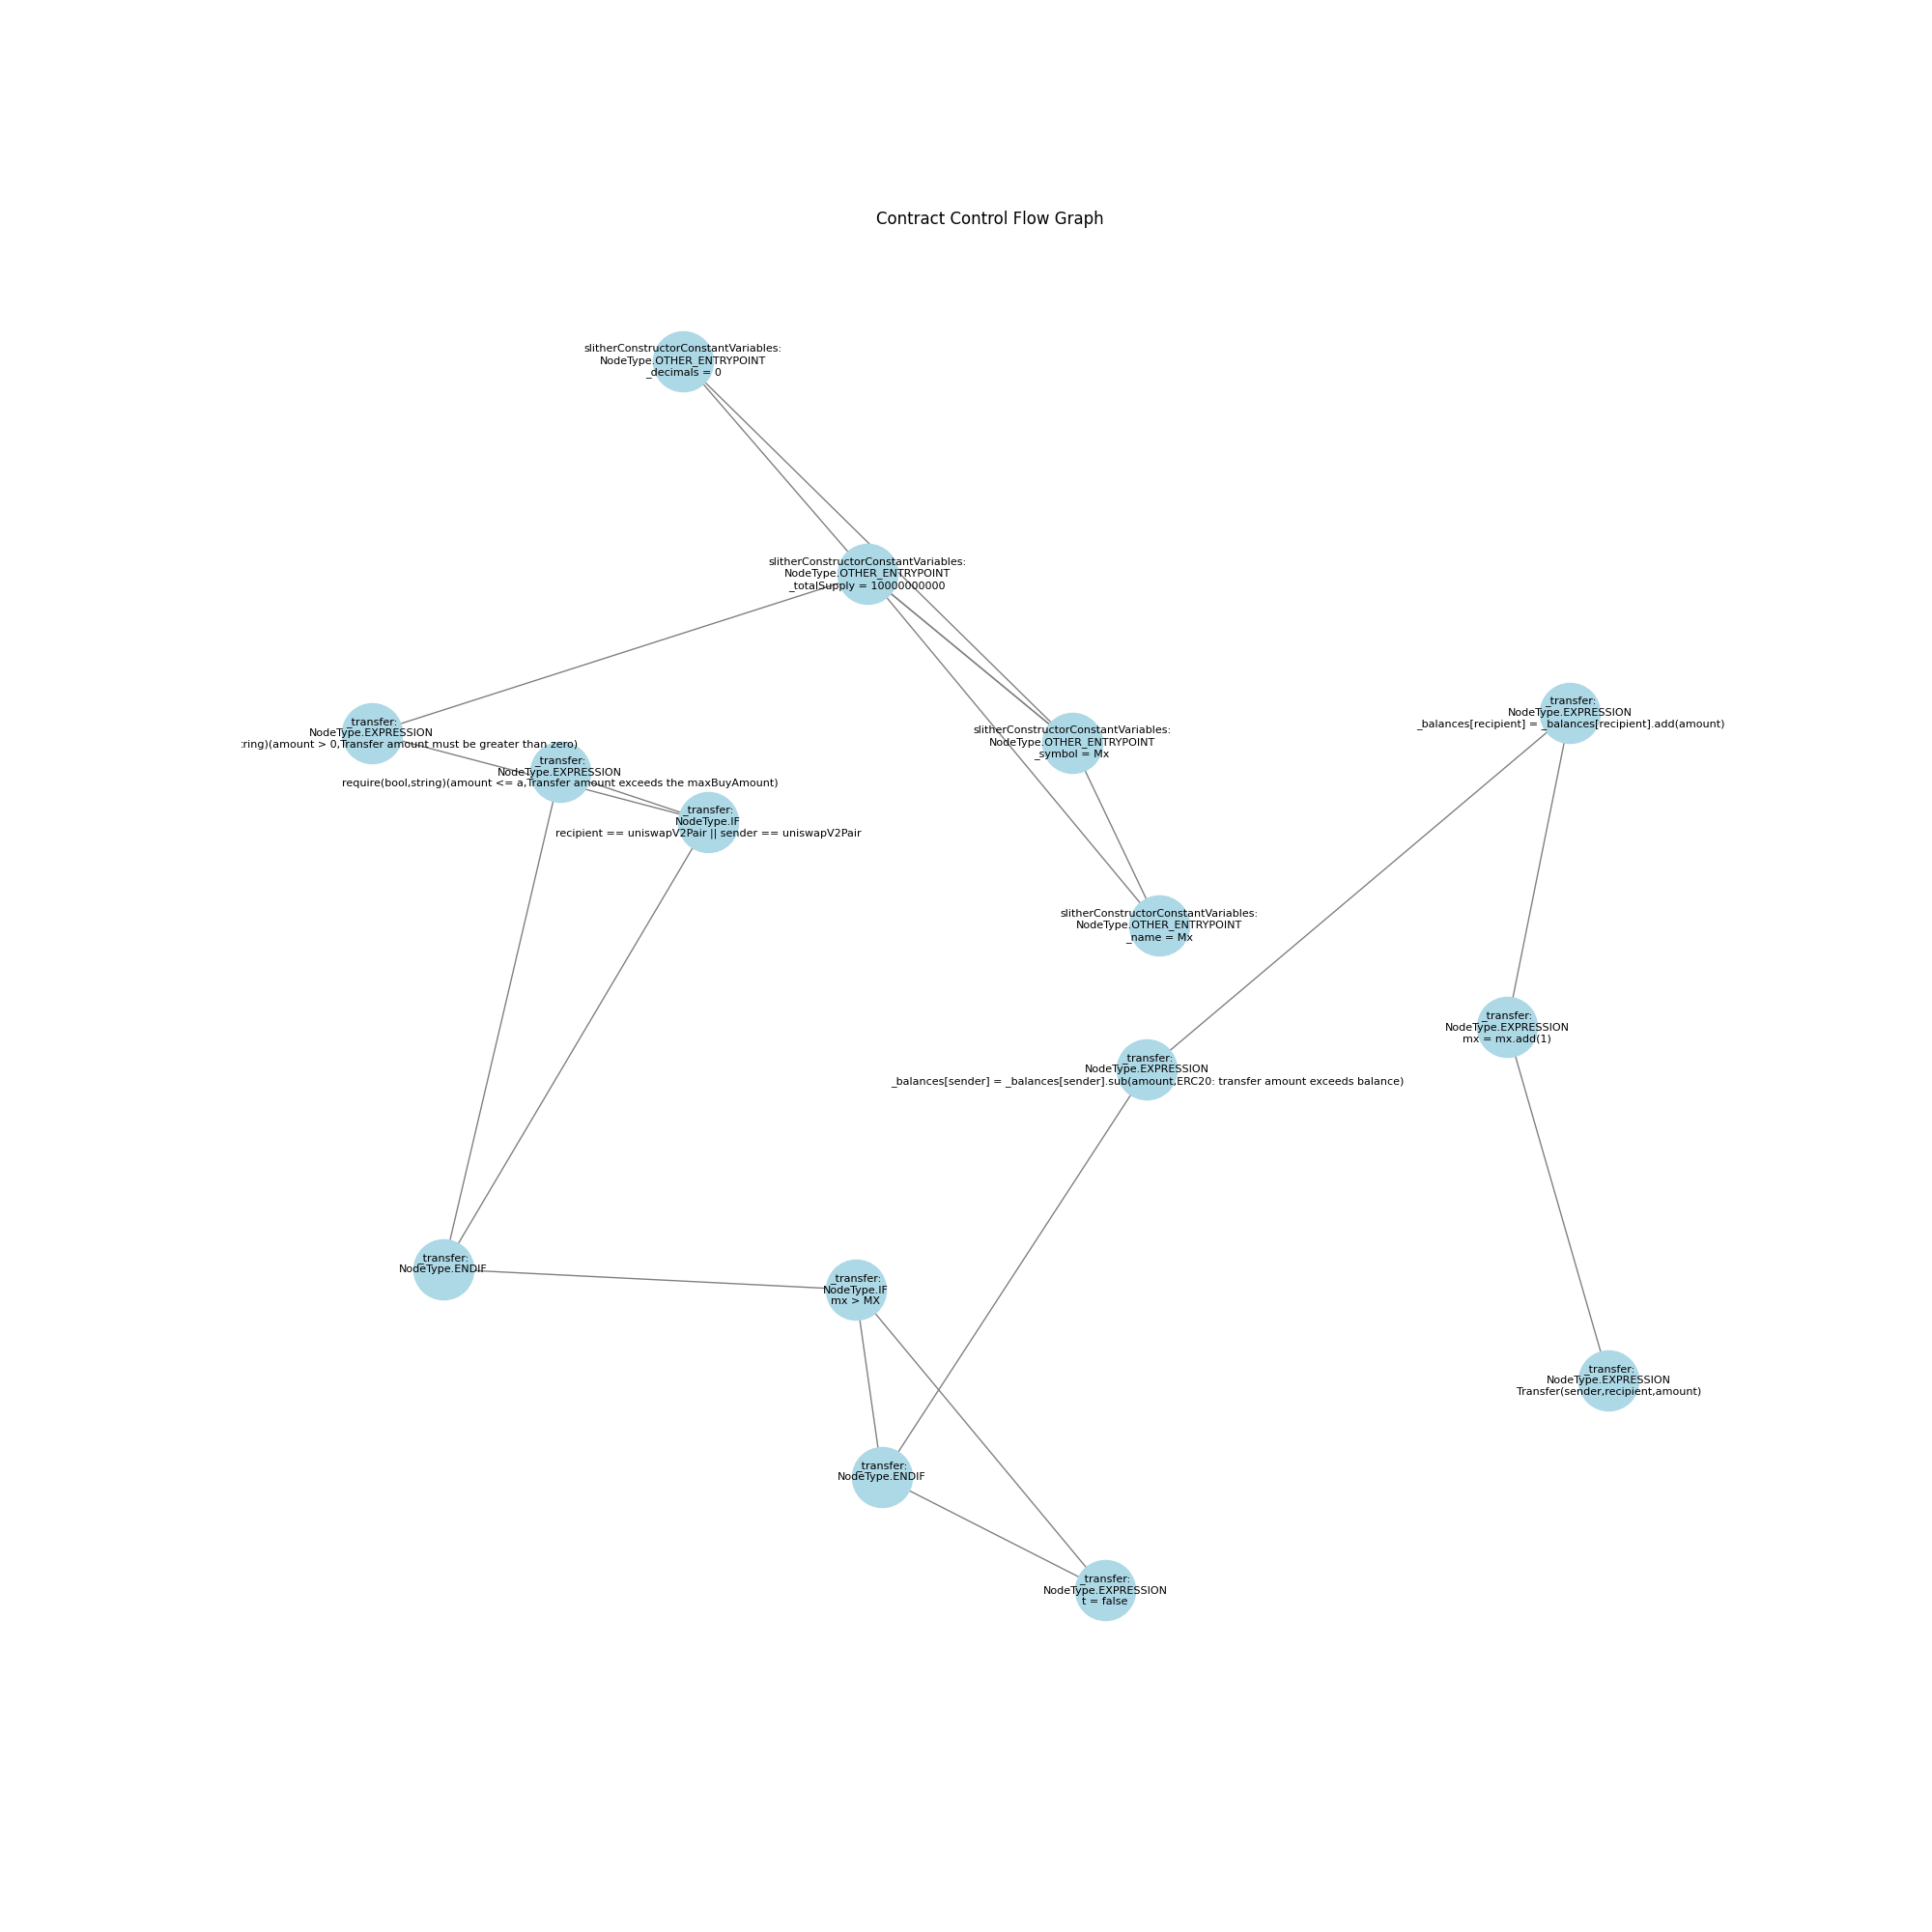 Contract Control Flow Graph
slitherConstructorConstantVariables:
NodeType.OTHER_ENTRYPOINT
_decimals = 0
slitherConstructorConstantVariables:
NodeType.OTHER_ENTRYPOINT
_totalSupply = 10000000000
_transfer:
NodeType.EXPRESSION
_balances[recipient] = _balances[recipient].add(amount)
_transfer:
NodeType.EXPRESSION
:ring)(amount > 0,Transfer amount must be greater than zero)
slitherConstructorConstantVariables:
NodeType.OTHER_ENTRYPOINT
_symbol = Mx
_transfer:
NodeType.EXPRESSION
require(bool,string)(amount <= a,Transfer amount exceeds the maxBuyAmount)
_transfer:
NodeType.IF
recipient == uniswapV2Pair || sender == uniswapV2Pair
slitherConstructorConstantVariables:
NodeType.OTHER_ENTRYPOINT
_name = Mx
_transfer:
NodeType.EXPRESSION
mx = mx.add(1)
_transfer:
NodeType.EXPRESSION
_balances[sender] = _balances[sender].sub(amount,ERC20: transfer amount exceeds balance)
_transfer:
NodeType.ENDIF
_transfer:
NodeType.IF
mx > MX
_transfer:
NodeType.EXPRESSION
Transfer(sender,recipient,amount)
_transfer:
NodeType.ENDIF
_transfer:
NodeType.EXPRESSION
t = false